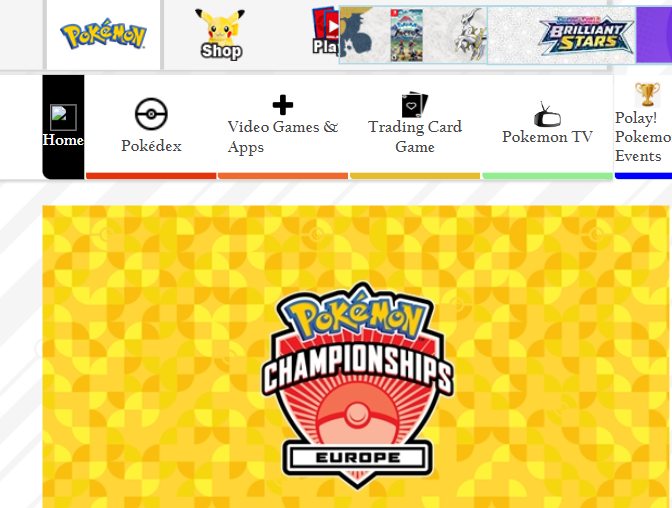 Pokémon
Shop
Play
BRILLIANT
STARS
Home
Pokédex
Video Games &
Apps
Trading Card
Game
Pokemon TV
Polay!
Pokemo
Events
POKéMON
CHAMPIONSHIPS
EUROPE